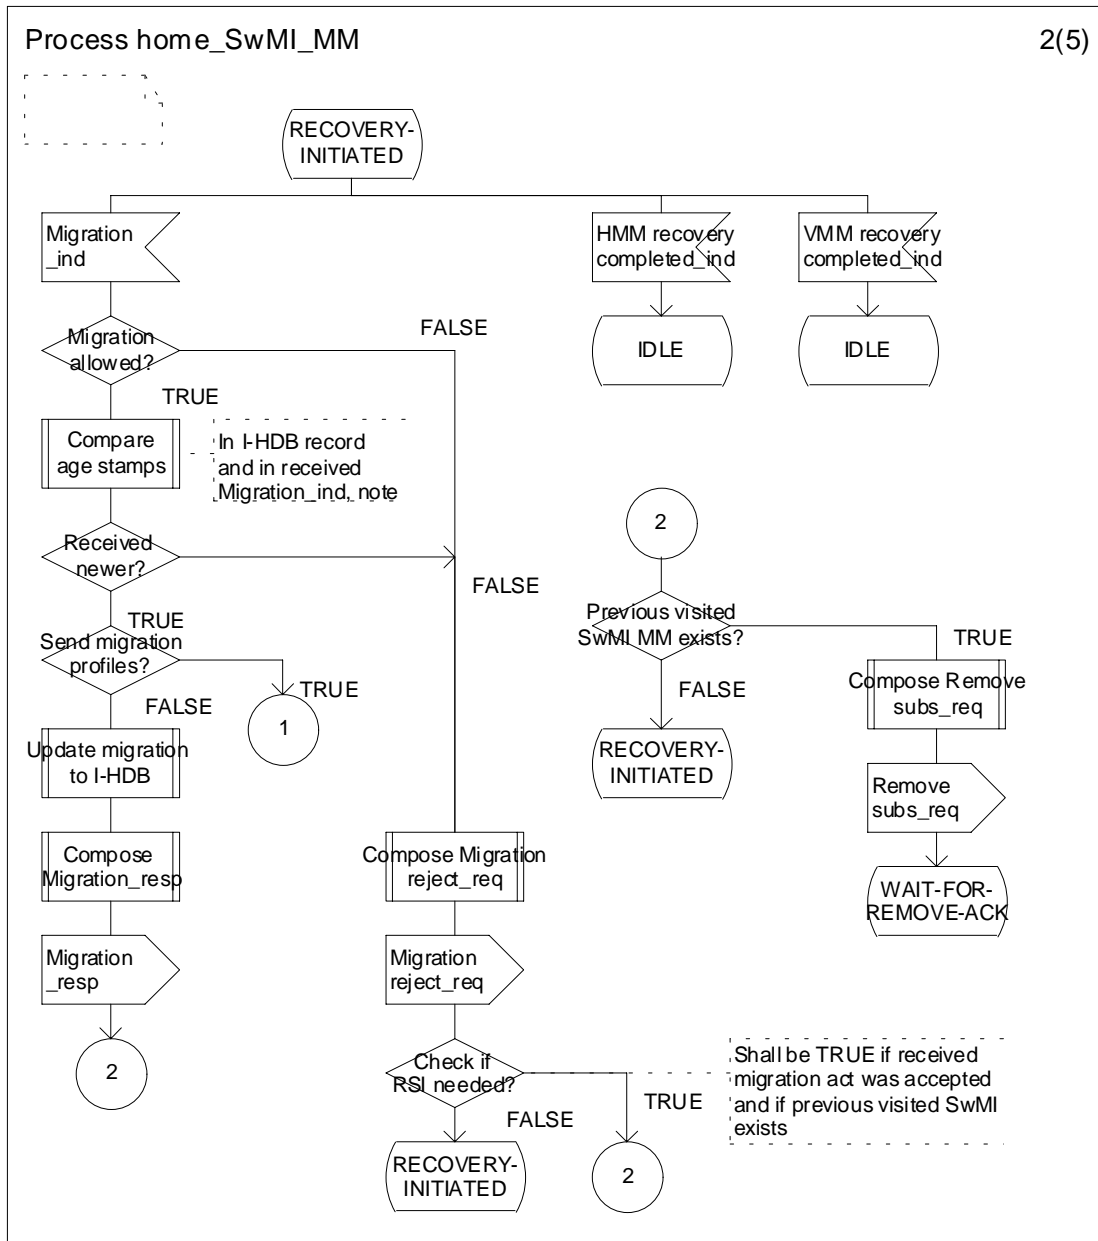 Process home_SwMI_MM
2(5)
RECOVERY-
INITIATED
Migration
_ind
HMM recovery
completed_ind
VMM recovery
completed_ind
Migration
allowed?
FALSE
IDLE
IDLE
TRUE
Compare
age stamps
In I-HDB record
and in received
Migration_ind, note
2
Received
newer?
FALSE
Previous visited
SwMI MM exists?
TRUE
TRUE
Send migration
profiles?
TRUE
FALSE
1
FALSE
Compose Remove
subs_req
Update migration
to I-HDB
RECOVERY-
INITIATED
Remove
subs_req
Compose
Migration_resp
Compose Migration
reject_req
WAIT-FOR-
REMOVE-ACK
Migration
_resp
Migration
reject_req
2
Check if
RSI needed?
Shall be TRUE if received
migration act was accepted
and if previous visited SwMI
exists
TRUE
FALSE
RECOVERY-
INITIATED
2